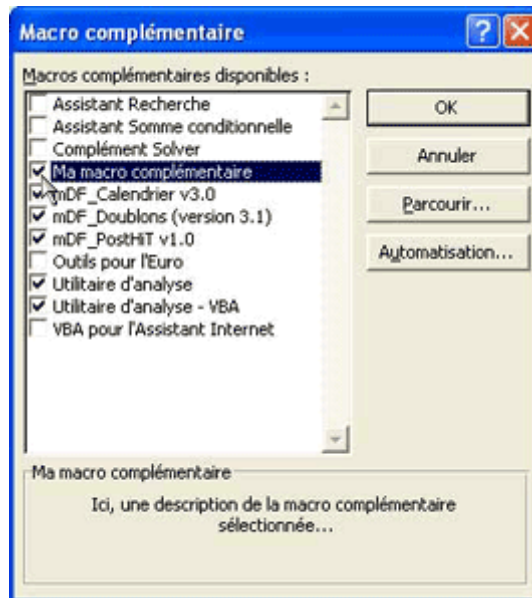 Macro complémentaire
Macros complémentaires disponibles :
Assistant Recherche
Assistant Somme conditionnelle
Complément Solver
Ma macro complémentaire
mDF_Calendrier v3.0
mDF_Doublons (version 3.1)
mDF_PostHiT v1.0
Outils pour l'Euro
Utilitaire d'analyse
Utilitaire d'analyse - VBA
VBA pour l'Assistant Internet
OK
Annuler
Parcourir...
Automatisation...
Ma macro complémentaire
Ici, une description de la macro complémentaire
sélectionnée...